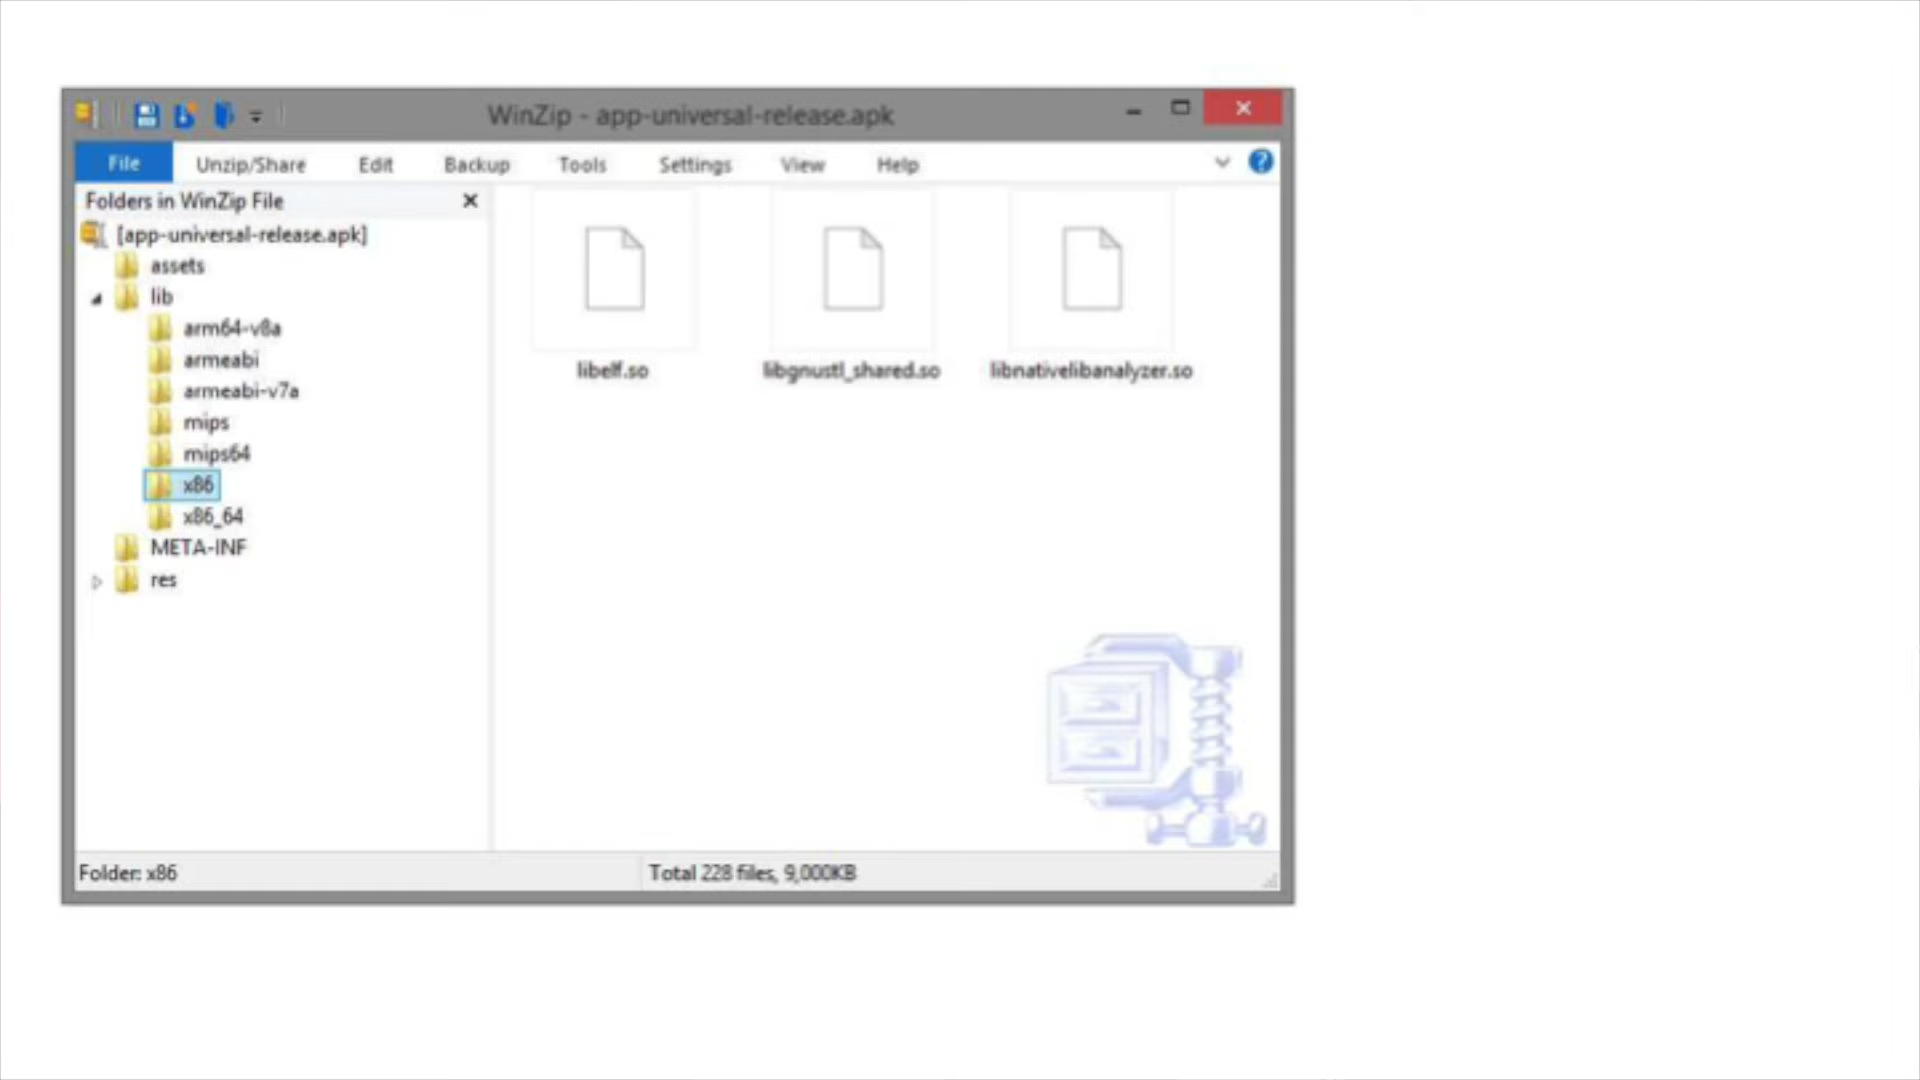 WinZip - app-universal-release.apk
File Unzip/Share Edit Backup Tools Settings View Help
Folders in WinZip File
[app-universal-release.apk]
assets
lib
arm64-v8a
armeabi
armeabi-v7a
mips
mips64
x86
x86_64
META-INF
res
libelf.so libgnustl_shared.so libnativelibanalyzer.so
Folder: x86 Total 228 files, 9,000KB